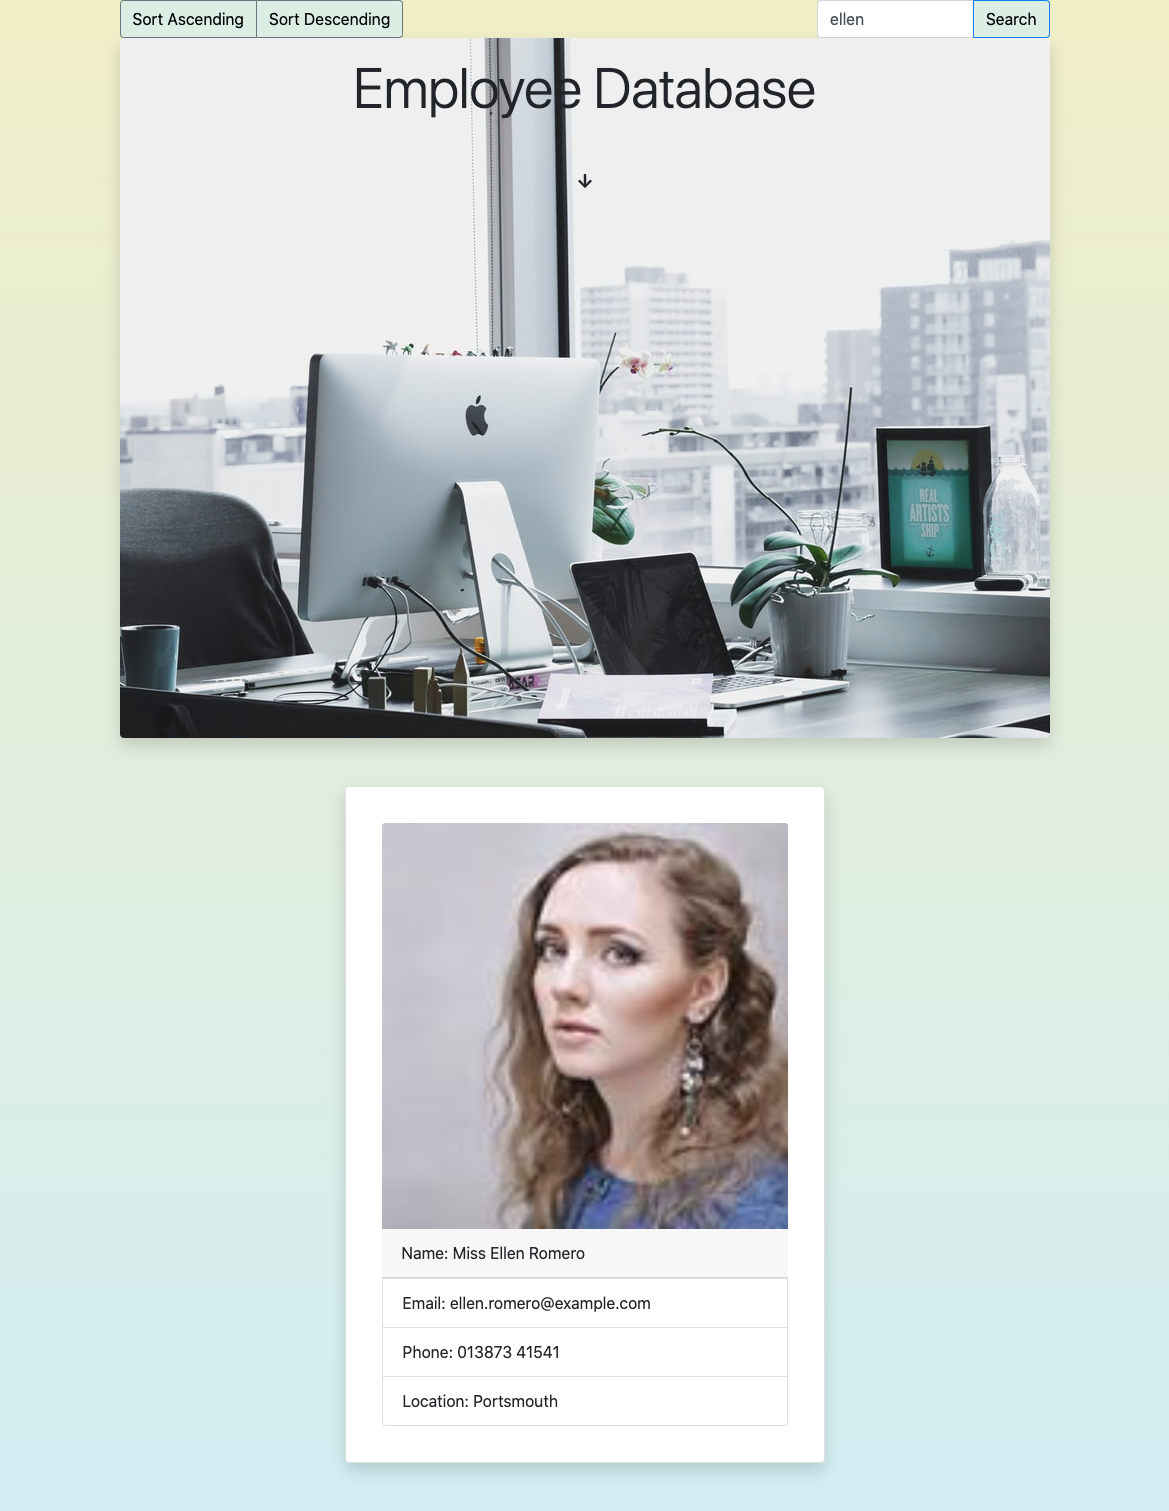 Sort Ascending Sort Descending ellen Search
Employee Database
REAL
ARTISTS
SHIP
Name: Miss Ellen Romero
Email: ellen.romero@example.com
Phone: 013873 41541
Location: Portsmouth